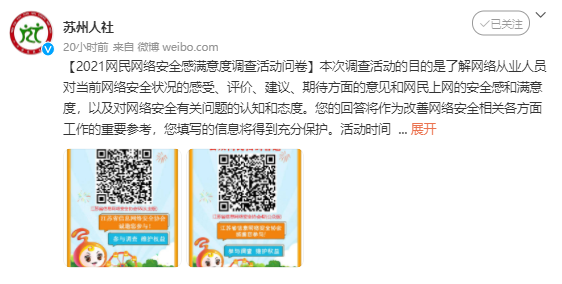 苏州人社
已关注
20小时前 来自 微博 weibo.com
【2021网民网络安全感满意度调查活动问卷】本次调查活动的目的是了解网络从业人员
对当前网络安全状况的感受、评价、建议、期待方面的意见和网民上网的安全感和满意
度，以及对网络安全有关问题的认知和态度。您的回答将作为改善网络安全相关各方面
工作的重要参考，您填写的信息将得到充分保护。活动时间 ... 展开
江苏省信息网络安全协会
邀您参与!
参与调查 维护权益
江苏省信息网络安全协会
邀您参与!
参与调查 维护权益